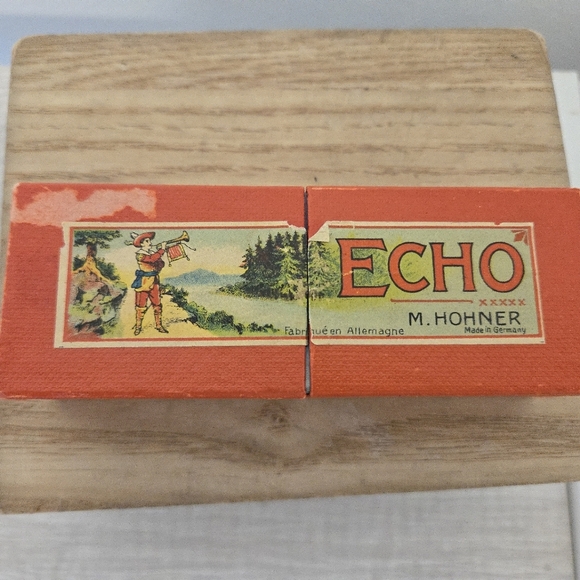 ECHO
xxxxx
M. HOHNER
Fabriqué en Allemagne
Made in Germany